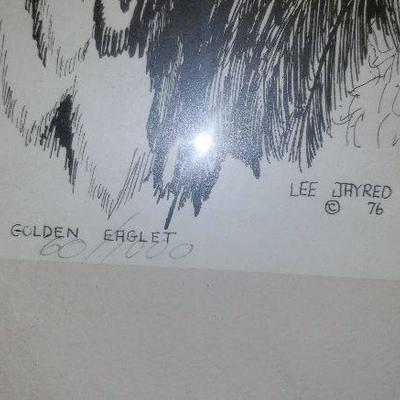 LEE JAYRED
© 76
GOLDEN EAGLET
60/1000